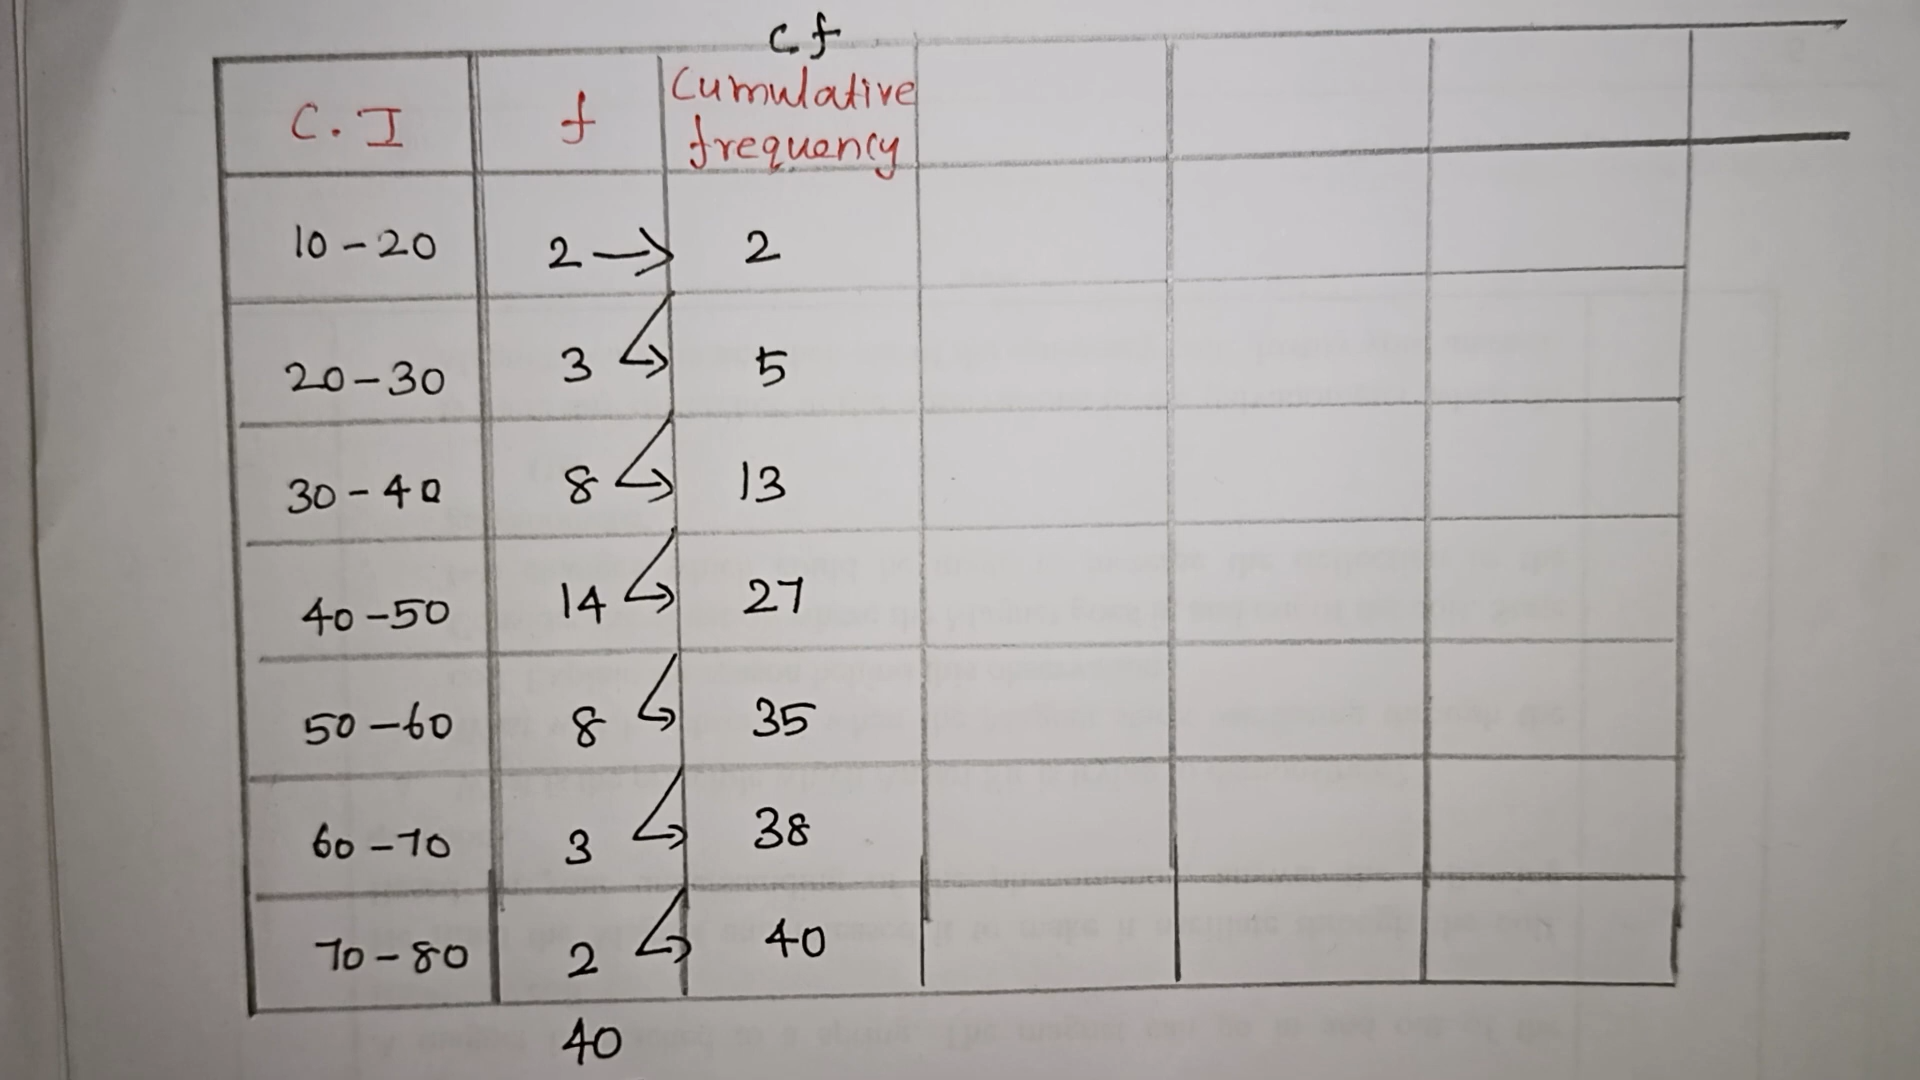 cf
C.I f Cumulative frequency
10-20 2 → 2
20-30 3 5
30-40 8 13
40-50 14 27
50-60 8 35
60-70 3 38
70-80 2 40
40